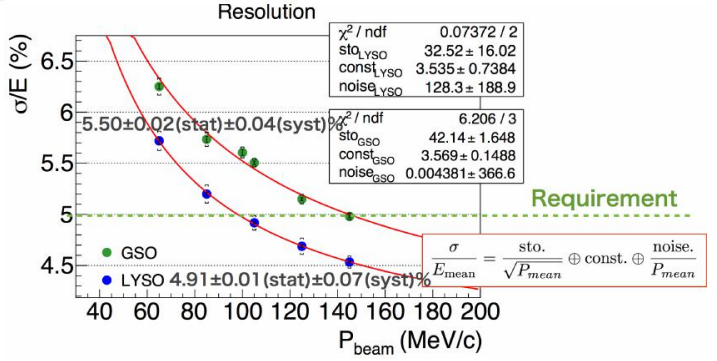 Resolution
σ/E (%)
χ² / ndf 0.07372 / 2
sto_LYSO 32.52 ± 16.02
const_LYSO 3.535 ± 0.7384
noise_LYSO 128.3 ± 188.9
χ² / ndf 6.206 / 3
sto_GSO 42.14 ± 1.648
const_GSO 3.569 ± 0.1488
noise_GSO 0.004381 ± 366.6
6.5
6
5.50±0.02(stat)±0.04(syst)%
5.5
Requirement
5
σ/E_mean = sto./√P_mean ⊕ const. ⊕ noise./P_mean
GSO
4.5
LYSO 4.91±0.01(stat)±0.07(syst)%
40 60 80 100 120 140 160 180 200
P_beam (MeV/c)